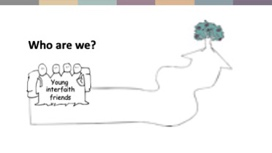 Who are we?
Young
interfaith
friends